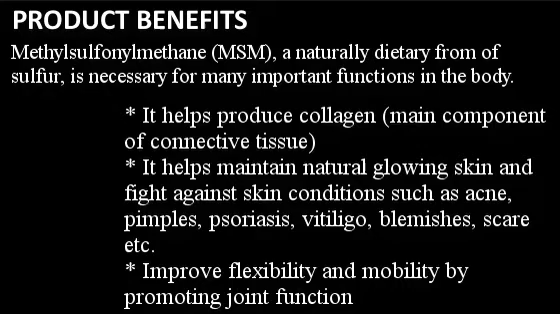 PRODUCT BENEFITS
Methylsulfonylmethane (MSM), a naturally dietary from of
sulfur, is necessary for many important functions in the body.
* It helps produce collagen (main component
of connective tissue)
* It helps maintain natural glowing skin and
fight against skin conditions such as acne,
pimples, psoriasis, vitiligo, blemishes, scare
etc.
* Improve flexibility and mobility by
promoting joint function